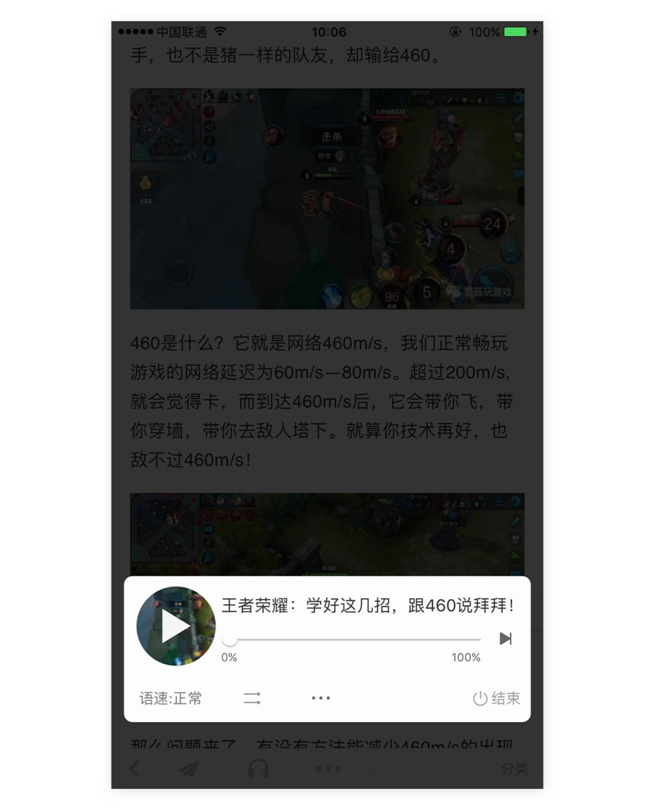 中国联通 10:06 100%
手，也不是猪一样的队友，却输给460。
击杀
338
24
4
5
96
蘑菇玩游戏
460是什么？它就是网络460m/s，我们正常畅玩
游戏的网络延迟为60m/s—80m/s。超过200m/s,
就会觉得卡，而到达460m/s后，它会带你飞，带
你穿墙，带你去敌人塔下。就算你技术再好，也
敌不过460m/s！
王者荣耀：学好这几招，跟460说拜拜！
0% 100%
语速:正常 ··· 结束
那么问题来了，有没有方法能减少460m/s的出现
分类